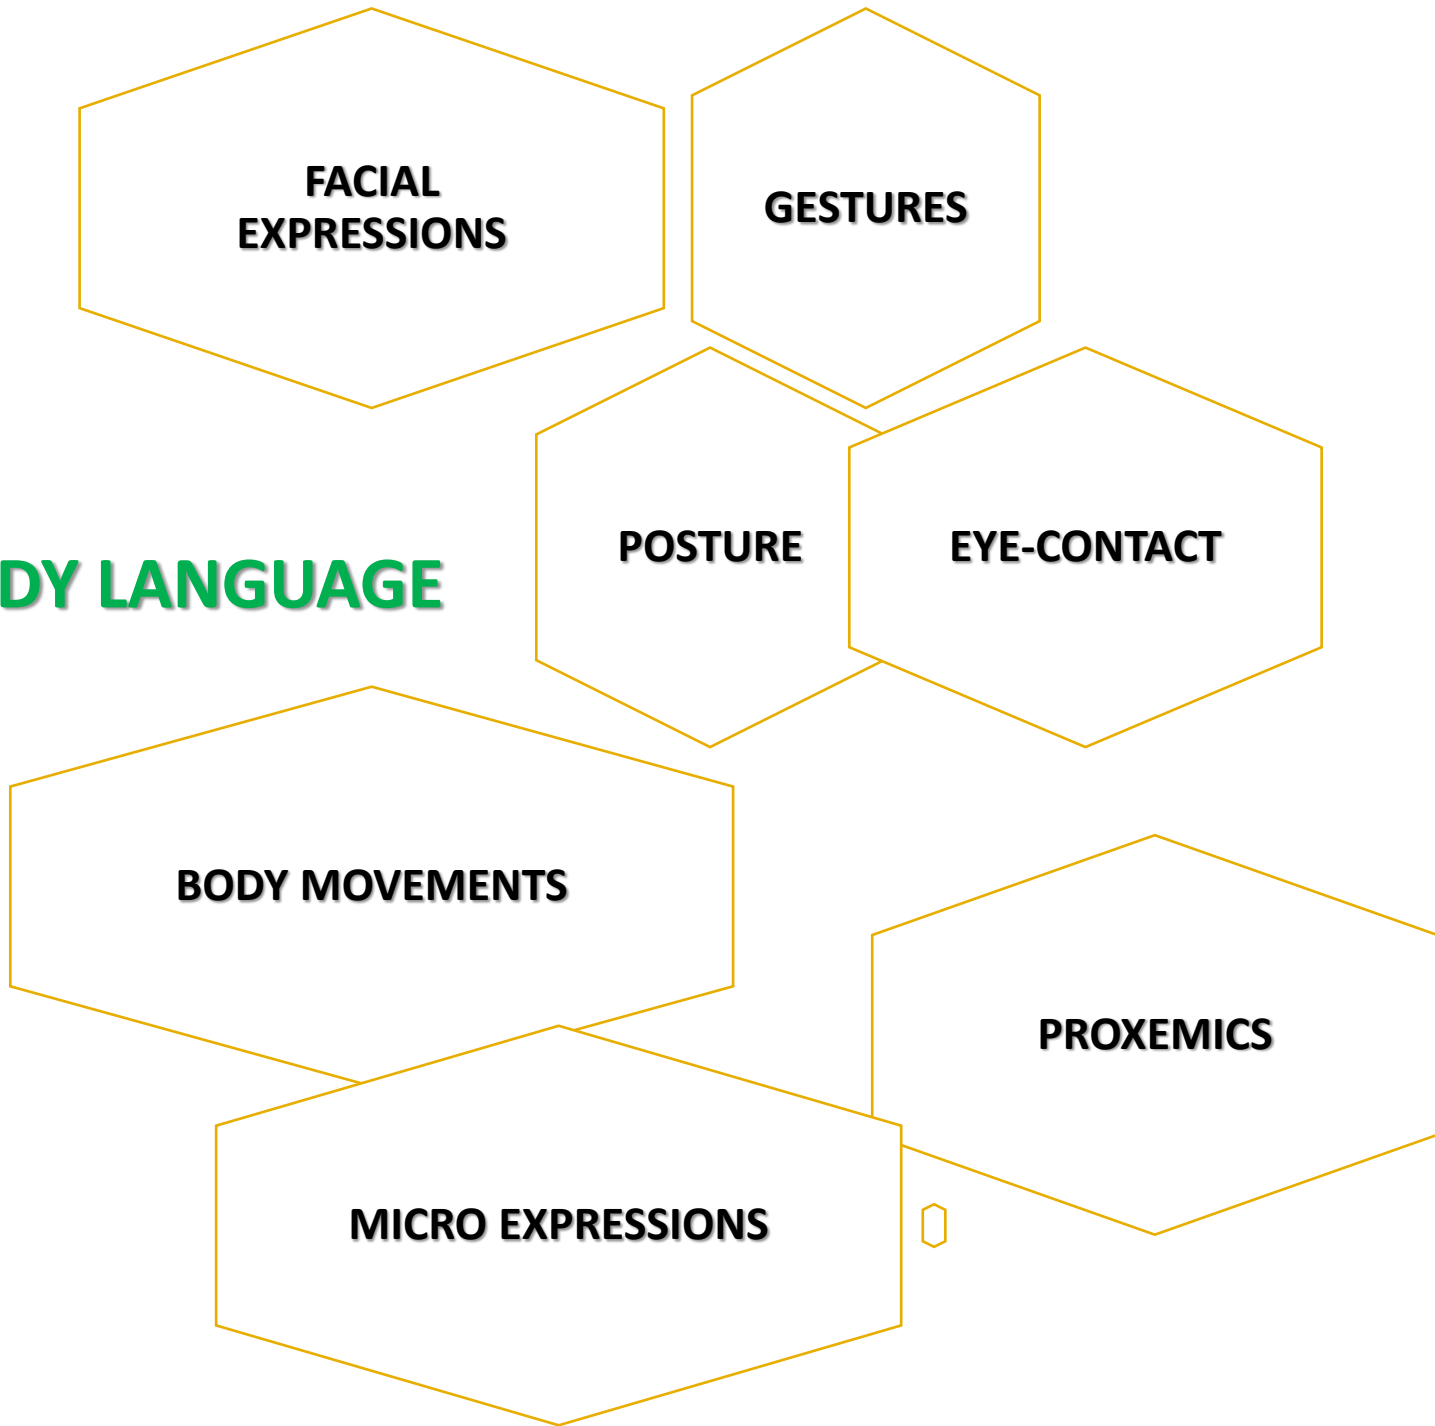 FACIAL
EXPRESSIONS
GESTURES
POSTURE
EYE-CONTACT
DY LANGUAGE
BODY MOVEMENTS
PROXEMICS
MICRO EXPRESSIONS